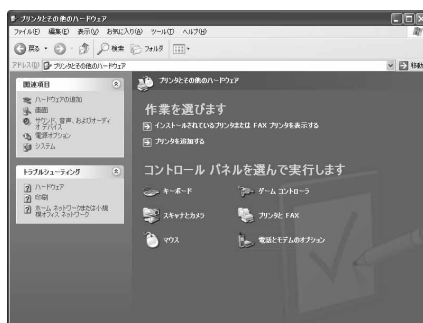 プリンタとその他のハードウェア
ファイル(F) 編集(E) 表示(V) お気に入り(A) ツール(T) ヘルプ(H)
戻る 検索 フォルダ
アドレス(D) プリンタとその他のハードウェア 移動
関連項目
ハードウェアの追加
画面
サウンド、音声、およびオーディ
オ デバイス
電源オプション
システム
トラブルシューティング
ハードウェア
印刷
ホーム ネットワークまたは小規
模オフィス ネットワーク
プリンタとその他のハードウェア
作業を選びます
インストールされているプリンタまたは FAX プリンタを表示する
プリンタを追加する
コントロール パネルを選んで実行します
キーボード ゲーム コントローラ
スキャナとカメラ プリンタと FAX
マウス 電話とモデムのオプション